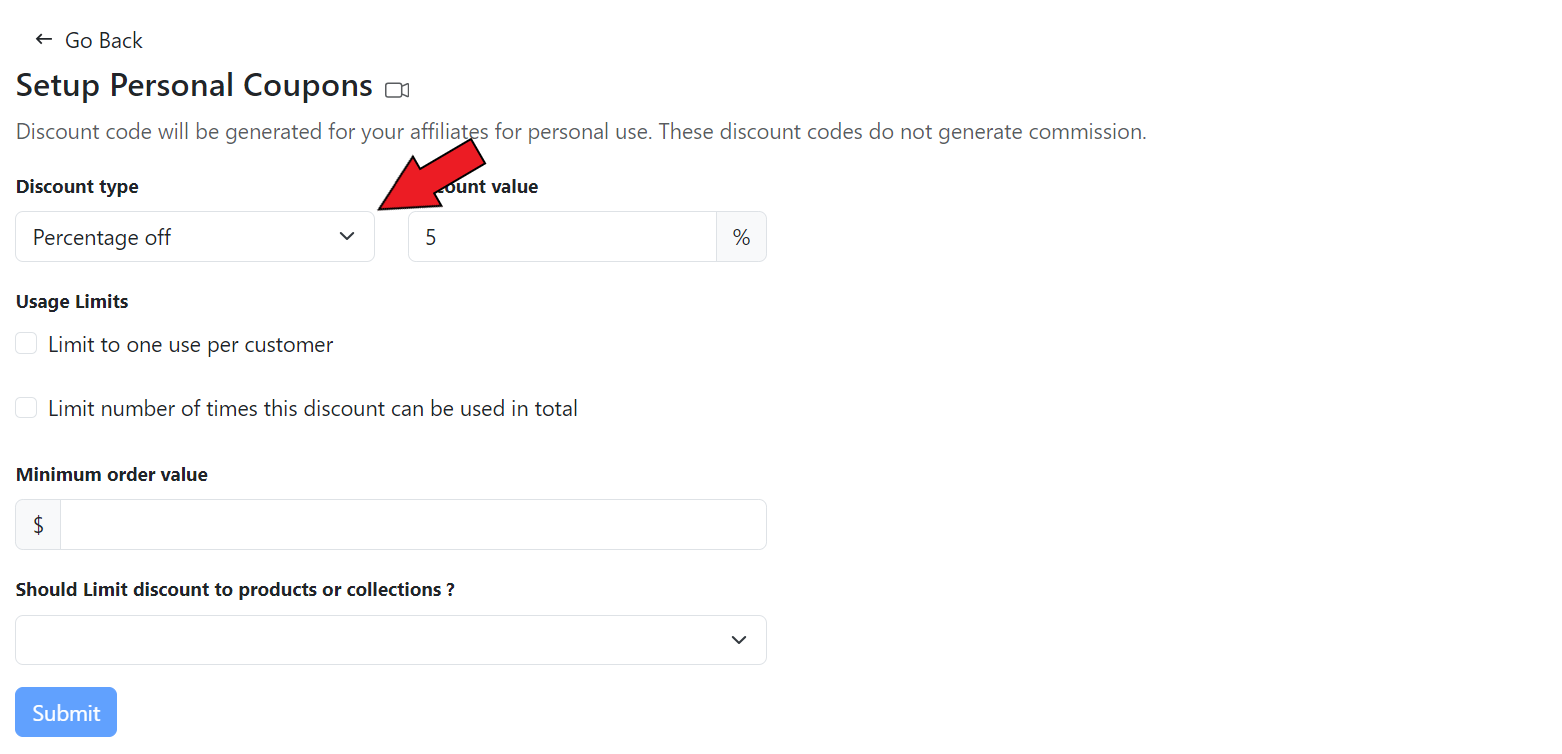 Go Back
Setup Personal Coupons
Discount code will be generated for your affiliates for personal use. These discount codes do not generate commission.
Discount type
value
Percentage off
5 %
Usage Limits
Limit to one use per customer
Limit number of times this discount can be used in total
Minimum order value
$
Should Limit discount to products or collections ?
Submit